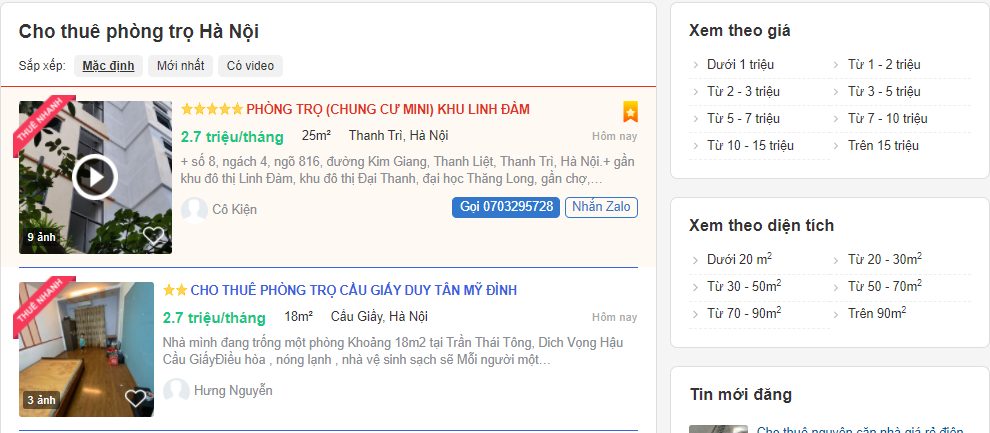 Cho thuê phòng trọ Hà Nội
Sắp xếp: Mặc định Mới nhất Có video
THUÊ NHANH
PHÒNG TRỌ (CHUNG CƯ MINI) KHU LINH ĐÀM
2.7 triệu/tháng 25m² Thanh Trì, Hà Nội Hôm nay
+ số 8, ngách 4, ngõ 816, đường Kim Giang, Thanh Liệt, Thanh Trì, Hà Nội.+ gần
khu đô thị Linh Đàm, khu đô thị Đại Thanh, đại học Thăng Long, gần chợ,…
9 ảnh
Cô Kiện
Gọi 0703295728 Nhắn Zalo
THUÊ NHANH
CHO THUÊ PHÒNG TRỌ CẦU GIẤY DUY TÂN MỸ ĐÌNH
2.7 triệu/tháng 18m² Cầu Giấy, Hà Nội Hôm nay
Nhà mình đang trống một phòng Khoảng 18m2 tại Trần Thái Tông, Dich Vọng Hậu
Cầu GiấyĐiều hòa , nóng lạnh , nhà vệ sinh sạch sẽ Mỗi người một…
3 ảnh
Hưng Nguyễn
Xem theo giá
Dưới 1 triệu Từ 1 - 2 triệu
Từ 2 - 3 triệu Từ 3 - 5 triệu
Từ 5 - 7 triệu Từ 7 - 10 triệu
Từ 10 - 15 triệu Trên 15 triệu
Xem theo diện tích
Dưới 20 m² Từ 20 - 30m²
Từ 30 - 50m² Từ 50 - 70m²
Từ 70 - 90m² Trên 90m²
Tin mới đăng
Cho thuê nguyên căn nhà giá rẻ diện